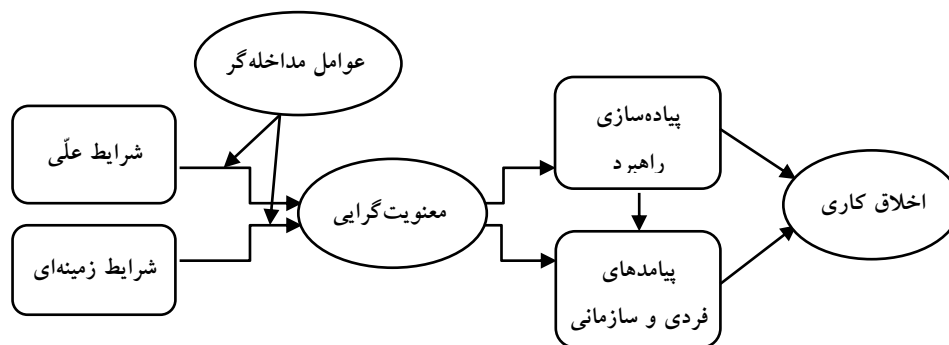 عوامل مداخله‌گر
شرایط علّی
شرایط زمینه‌ای
معنویت‌گرایی
پیاده‌سازی
راهبرد
پیامدهای
فردی و سازمانی
اخلاق کاری